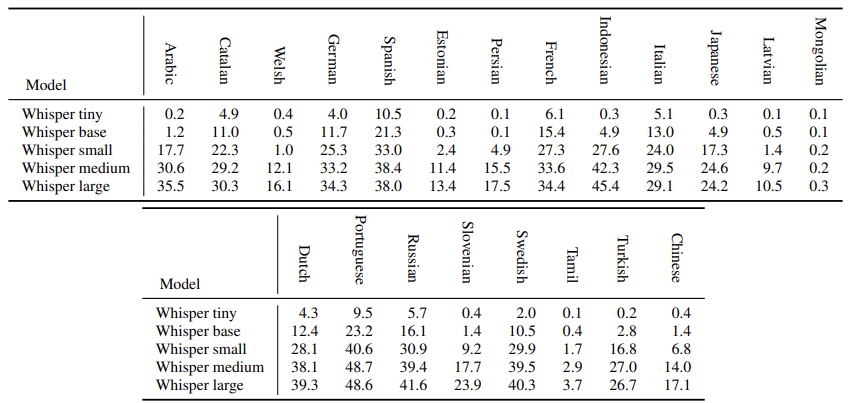 Model Arabic Catalan Welsh German Spanish Estonian Persian French Indonesian Italian Japanese Latvian Mongolian
Whisper tiny 0.2 4.9 0.4 4.0 10.5 0.2 0.1 6.1 0.3 5.1 0.3 0.1 0.1
Whisper base 1.2 11.0 0.5 11.7 21.3 0.3 0.1 15.4 4.9 13.0 4.9 0.5 0.1
Whisper small 17.7 22.3 1.0 25.3 33.0 2.4 4.9 27.3 27.6 24.0 17.3 1.4 0.2
Whisper medium 30.6 29.2 12.1 33.2 38.4 11.4 15.5 33.6 42.3 29.5 24.6 9.7 0.2
Whisper large 35.5 30.3 16.1 34.3 38.0 13.4 17.5 34.4 45.4 29.1 24.2 10.5 0.3
Model Dutch Portuguese Russian Slovenian Swedish Tamil Turkish Chinese
Whisper tiny 4.3 9.5 5.7 0.4 2.0 0.1 0.2 0.4
Whisper base 12.4 23.2 16.1 1.4 10.5 0.4 2.8 1.4
Whisper small 28.1 40.6 30.9 9.2 29.9 1.7 16.8 6.8
Whisper medium 38.1 48.7 39.4 17.7 39.5 2.9 27.0 14.0
Whisper large 39.3 48.6 41.6 23.9 40.3 3.7 26.7 17.1